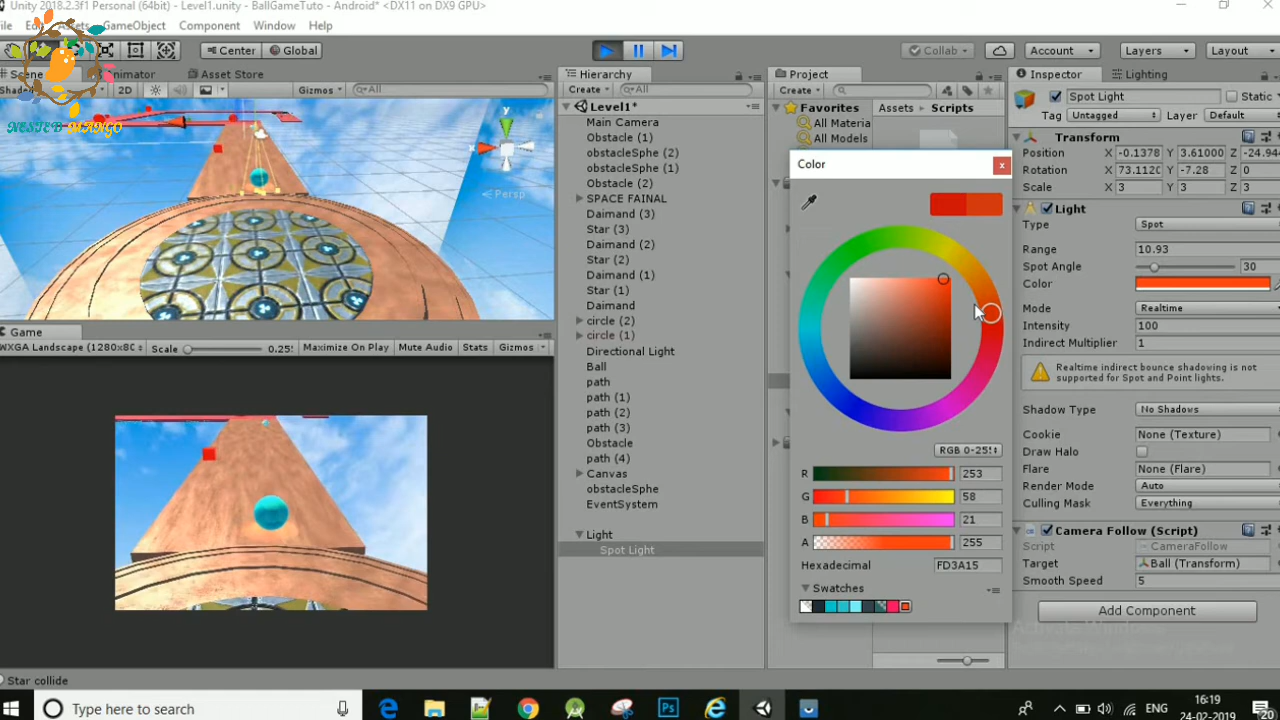 Unity 2018.2.3f1 Personal (64bit) - Level1.unity - BallGameTuto - Android* <DX11 on DX9 GPU>
Assets GameObject Component Window Help
Center Global Collab Account Layers Layout
Scene Animator Asset Store
2D Gizmos All
NESTED MANGO
y
x
Persp
Game
WXGA Landscape (1280x80 Scale 0.25 Maximize On Play Mute Audio Stats Gizmos
Hierarchy
Create All
Level1*
Main Camera
Obstacle (1)
obstacleSphe (2)
obstacleSphe (1)
Obstacle (2)
SPACE FAINAL
Daimand (3)
Star (3)
Daimand (2)
Star (2)
Daimand (1)
Star (1)
Daimand
circle (2)
circle (1)
Directional Light
Ball
path
path (1)
path (2)
path (3)
Obstacle
path (4)
Canvas
obstacleSphe
EventSystem
Light
Spot Light
Project
Create
Favorites
All Materia
All Models
Assets Scripts
Color
RGB 0-255
R 253
G 58
B 21
A 255
Hexadecimal FD3A15
Swatches
Inspector Lighting
Spot Light Static
Tag Untagged Layer Default
Transform
Position X -0.1378 Y 3.61000 Z -24.944
Rotation X 73.1120 Y -7.28 Z 0
Scale X 3 Y 3 Z 3
Light
Type Spot
Range 10.93
Spot Angle 30
Color
Mode Realtime
Intensity 100
Indirect Multiplier 1
Realtime indirect bounce shadowing is not
supported for Spot and Point lights.
Shadow Type No Shadows
Cookie None (Texture)
Draw Halo
Flare None (Flare)
Render Mode Auto
Culling Mask Everything
Camera Follow (Script)
Script CameraFollow
Target Ball (Transform)
Smooth Speed 5
Add Component
Activate Windows
Star collide
Type here to search
ENG
16:19
24-02-2019